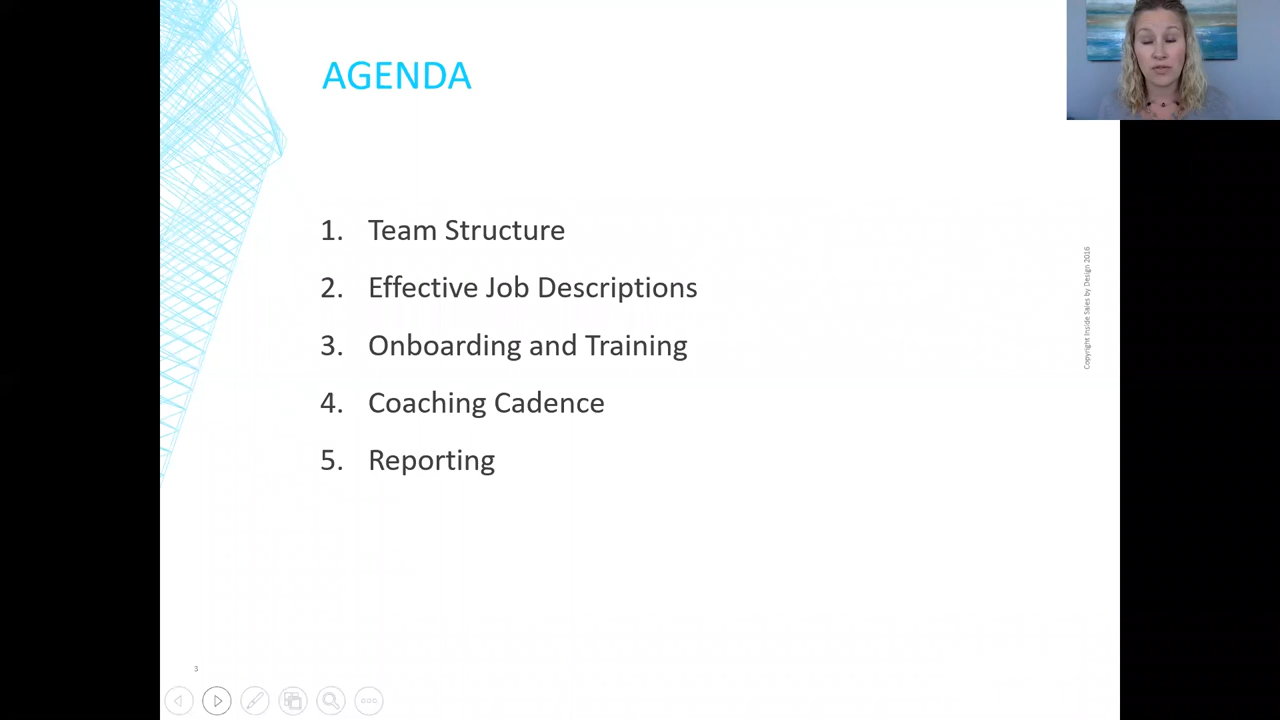 AGENDA
1. Team Structure
2. Effective Job Descriptions
3. Onboarding and Training
4. Coaching Cadence
5. Reporting
Copyright Inside Sales by Design 2016
3